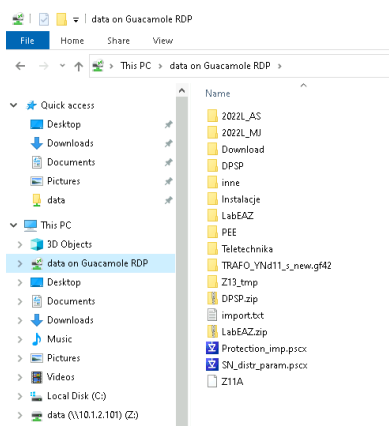 data on Guacamole RDP
File Home Share View
This PC data on Guacamole RDP
Name
Quick access
Desktop
Downloads
Documents
Pictures
data
This PC
3D Objects
data on Guacamole RDP
Desktop
Documents
Downloads
Music
Pictures
Videos
Local Disk (C:)
data (\\10.1.2.101) (Z:)
2022L_AS
2022L_MJ
Download
DPSP
inne
Instalacje
LabEAZ
PEE
Teletechnika
TRAFO_YNd11_s_new.gf42
Z13_tmp
DPSP.zip
import.txt
LabEAZ.zip
Protection_imp.pscx
SN_distr_param.pscx
Z11A